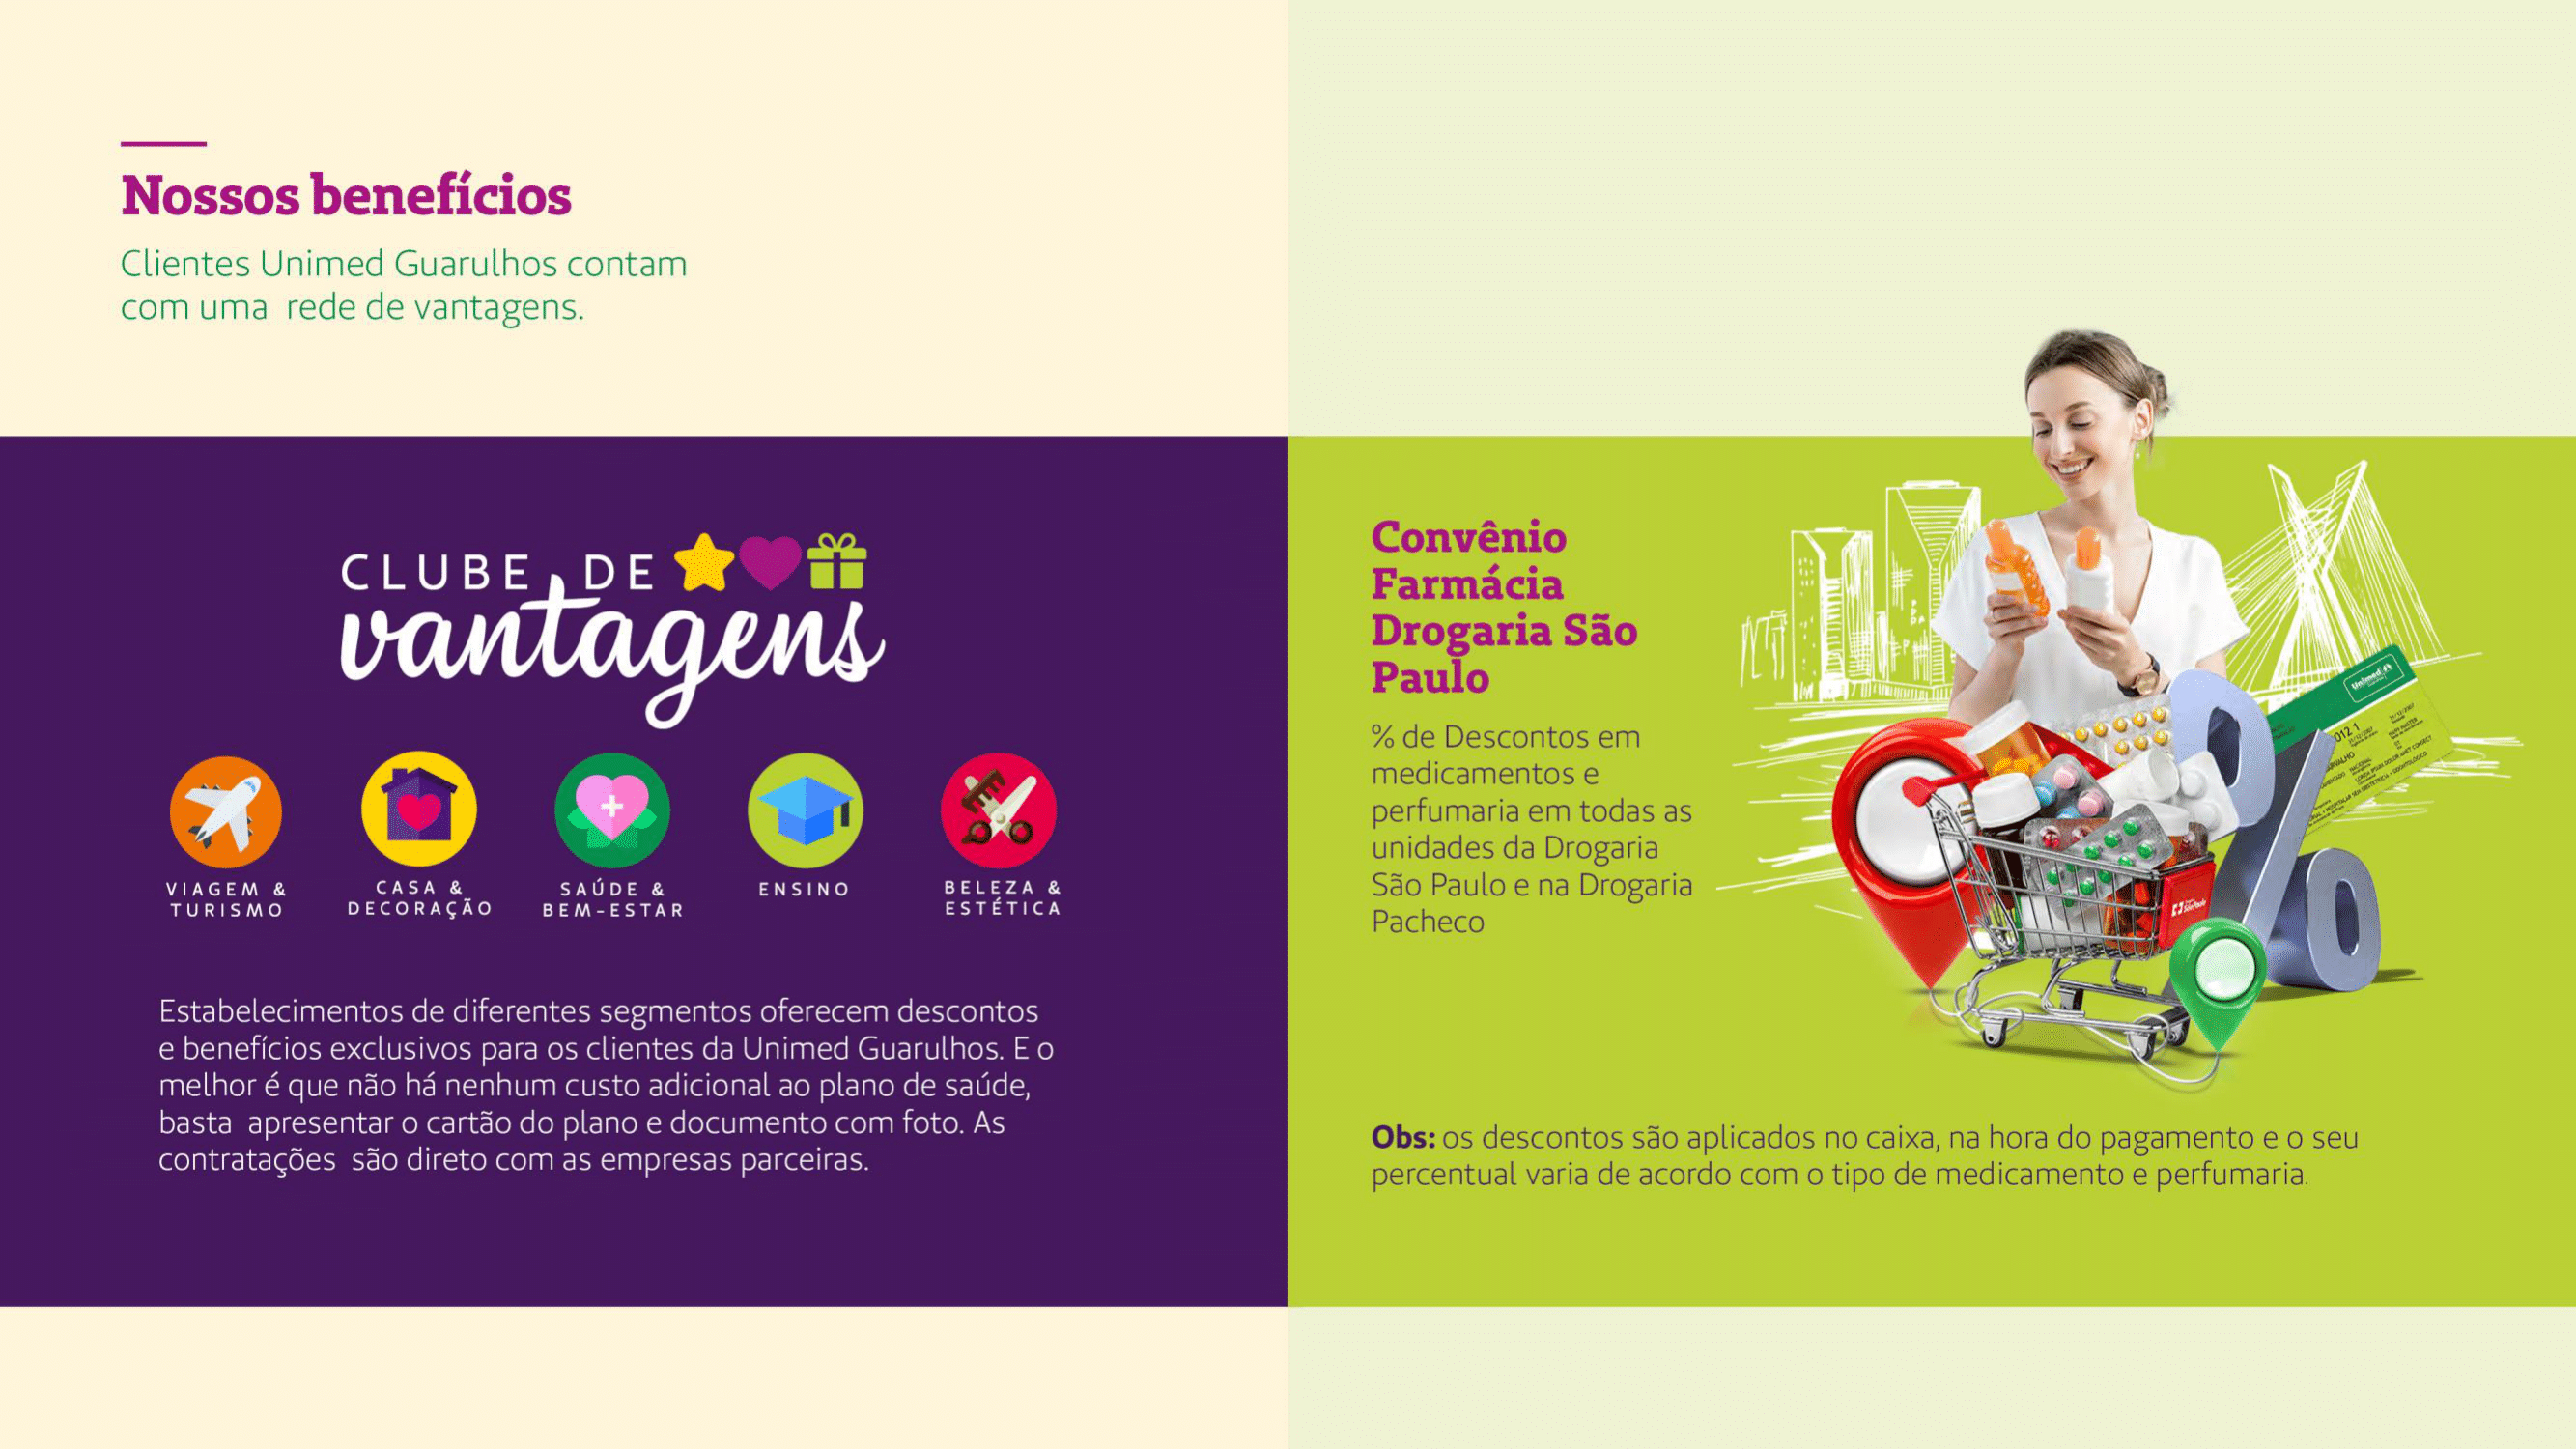 Nossos benefícios
Clientes Unimed Guarulhos contam
com uma rede de vantagens.
CLUBE DE
vantagens
VIAGEM &
TURISMO
CASA &
DECORAÇÃO
SAÚDE &
BEM-ESTAR
ENSINO
BELEZA &
ESTÉTICA
Estabelecimentos de diferentes segmentos oferecem descontos
e benefícios exclusivos para os clientes da Unimed Guarulhos. E o
melhor é que não há nenhum custo adicional ao plano de saúde,
basta apresentar o cartão do plano e documento com foto. As
contratações são direto com as empresas parceiras.
Convênio
Farmácia
Drogaria São
Paulo
% de Descontos em
medicamentos e
perfumaria em todas as
unidades da Drogaria
São Paulo e na Drogaria
Pacheco
Unimed
%
Obs: os descontos são aplicados no caixa, na hora do pagamento e o seu
percentual varia de acordo com o tipo de medicamento e perfumaria.